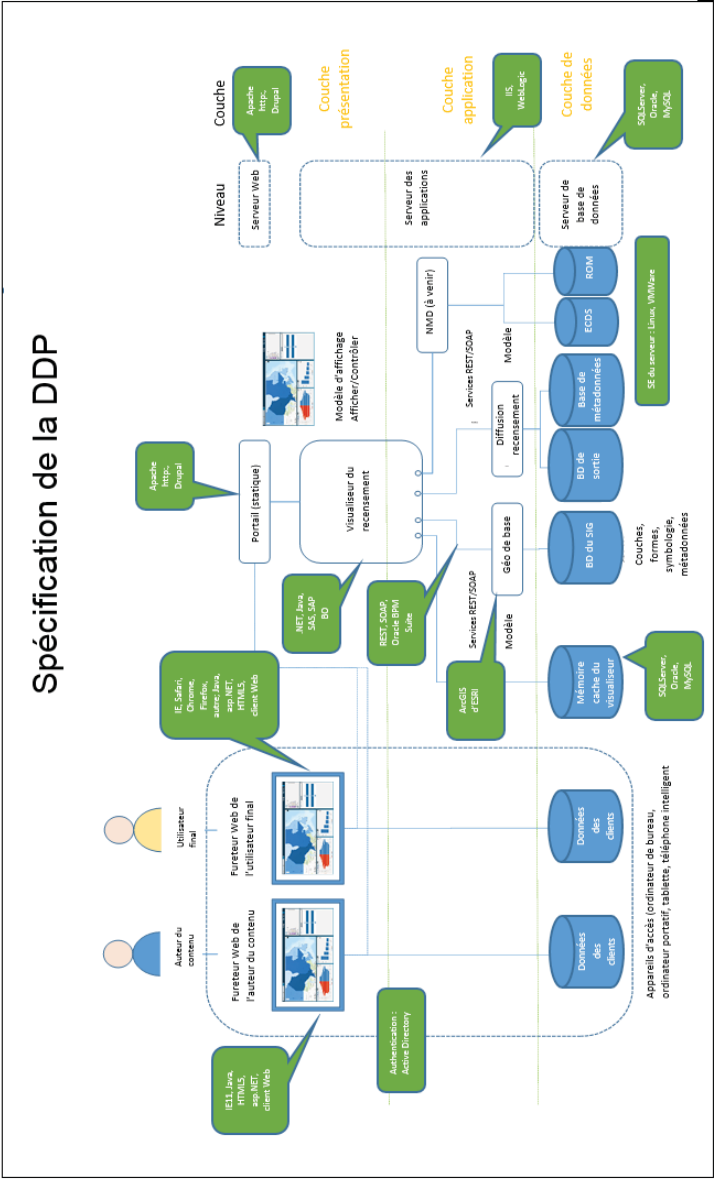 Spécification de la DDP
Auteur du
contenu
Utilisateur
final
IE11, Java,
HTML5,
asp.NET,
client Web
Fureteur Web de
l'auteur du contenu
Fureteur Web de
l'utilisateur final
IE, Safari,
Chrome,
Firefox,
autre; Java,
asp.NET,
HTML5,
client Web
Apache
http:,
Drupal
Portail (statique)
Niveau
Couche
Serveur Web
Apache
http:,
Drupal
.NET, Java,
SAS, SAP
BO
Visualiseur du
recensement
Modèle d'affichage
Afficher/Contrôler
Couche
présentation
Authentication :
Active Directory
REST, SOAP,
Oracle BPM
Suite
NMD (à venir)
Serveur des
applications
Couche
application
IIS,
WebLogic
ArcGIS
d'ESRI
Services REST/SOAP
Modèle
Géo de base
Diffusion
recensement
Services REST/SOAP
Modèle
Données
des
clients
Données
des
clients
Mémoire
cache du
visualiseur
BD du SIG
BD de
sortie
Base de
métadonnées
ECDS
ROM
Serveur de
base de
données
Couche de
données
SQLServer,
Oracle,
MySQL
Appareils d'accès (ordinateur de bureau,
ordinateur portatif, tablette, téléphone intelligent
SQLServer,
Oracle,
MySQL
Couches,
formes,
symbologie,
métadonnées
SE du serveur : Linux, VMWare